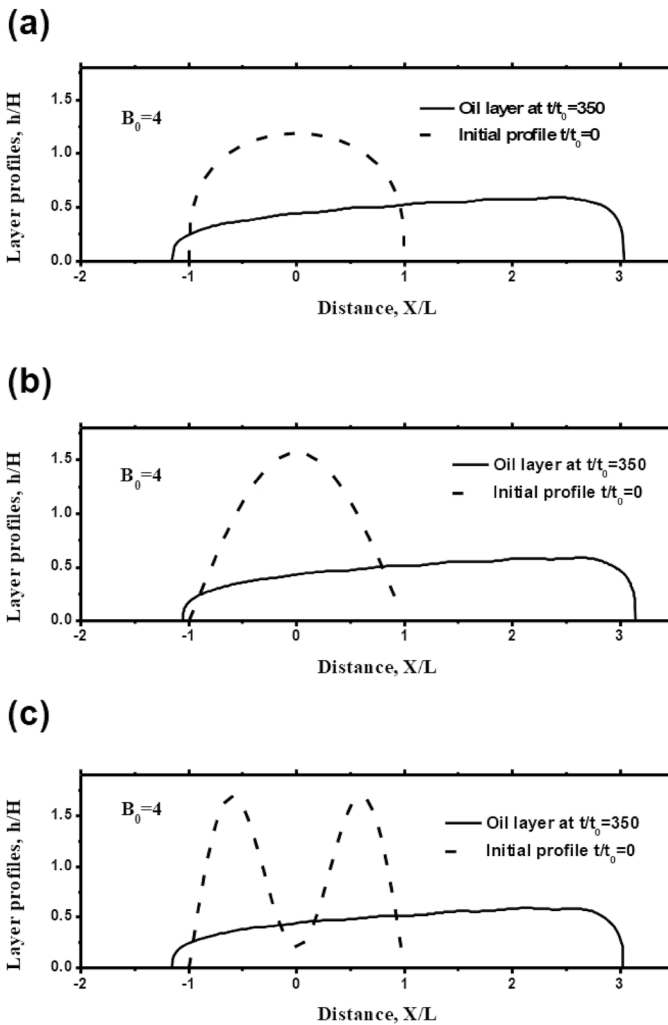 (a)
Layer profiles, h/H
1.5
1.0
0.5
0.0
B0=4
Oil layer at t/t0=350
Initial profile t/t0=0
-2 -1 0 1 2 3
Distance, X/L
(b)
Layer profiles, h/H
1.5
1.0
0.5
0.0
B0=4
Oil layer at t/t0=350
Initial profile t/t0=0
-2 -1 0 1 2 3
Distance, X/L
(c)
Layer profiles, h/H
1.5
1.0
0.5
0.0
B0=4
Oil layer at t/t0=350
Initial profile t/t0=0
-2 -1 0 1 2 3
Distance, X/L